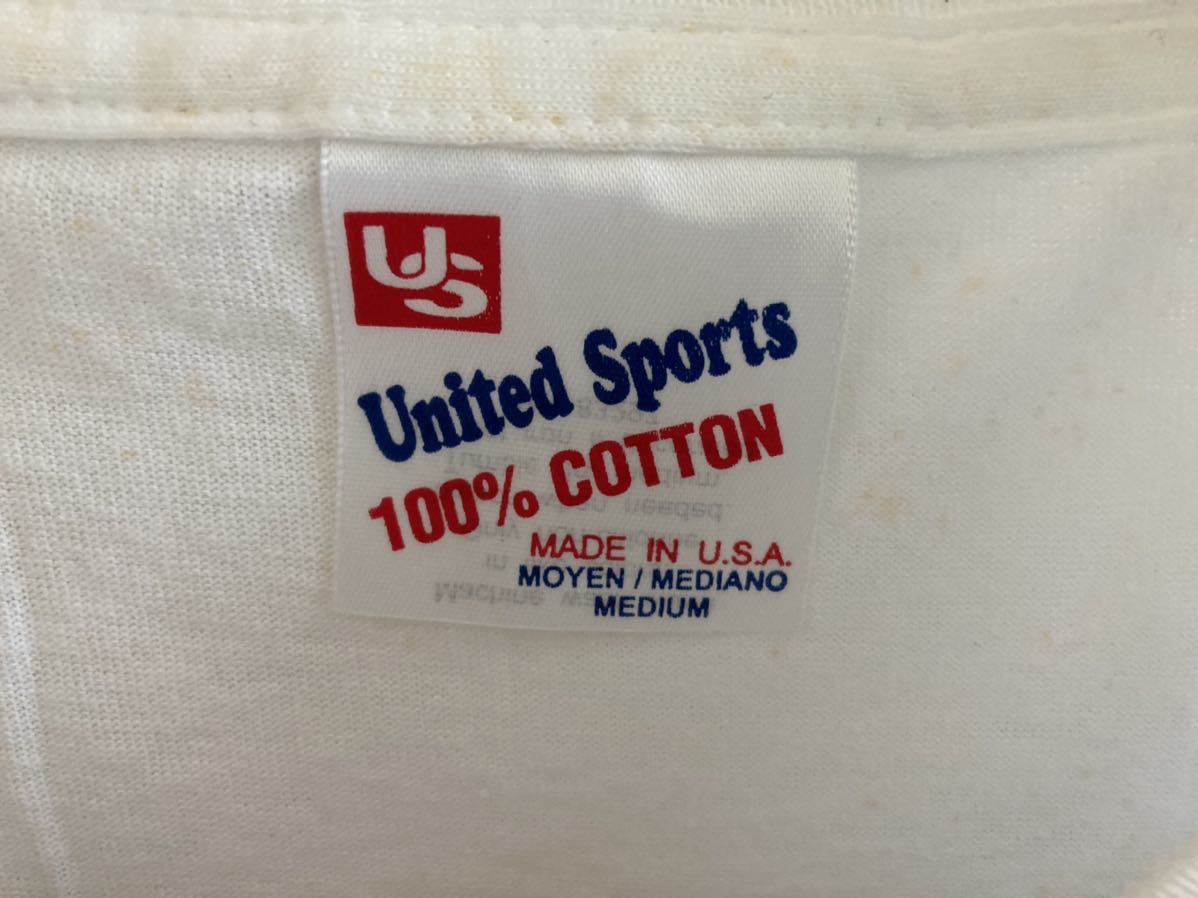 US
United Sports
100% COTTON
MADE IN U.S.A.
MOYEN / MEDIANO
MEDIUM